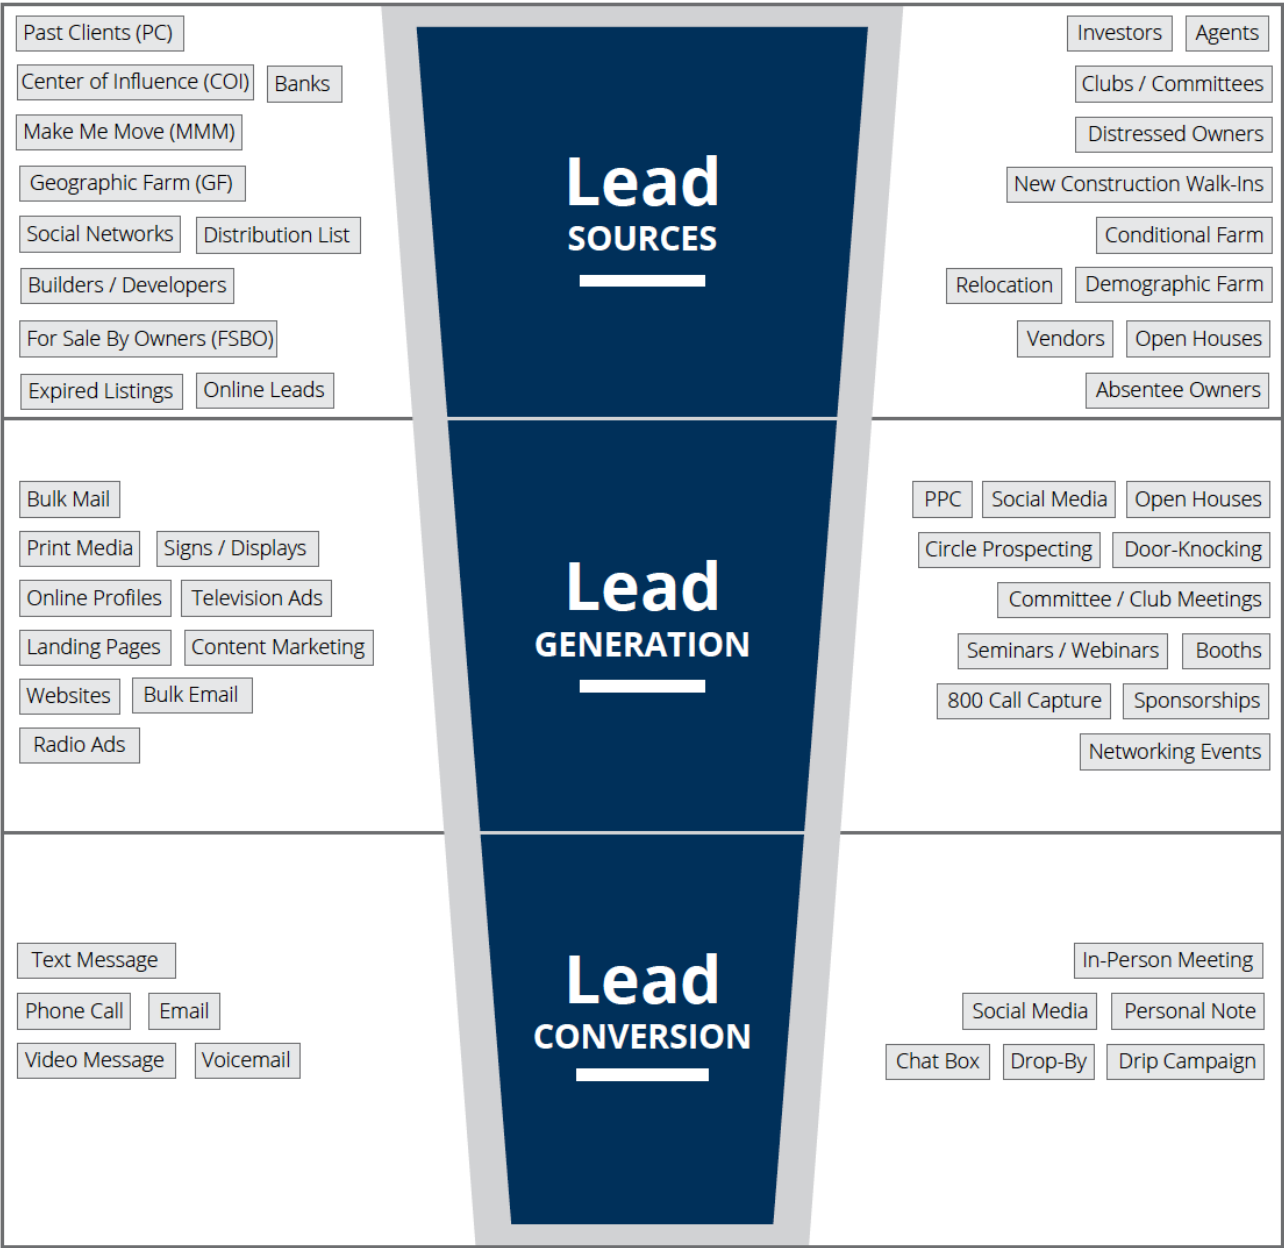 Past Clients (PC)
Center of Influence (COI)
Banks
Make Me Move (MMM)
Geographic Farm (GF)
Social Networks
Distribution List
Builders / Developers
For Sale By Owners (FSBO)
Expired Listings
Online Leads
Lead
SOURCES
Investors
Agents
Clubs / Committees
Distressed Owners
New Construction Walk-Ins
Conditional Farm
Relocation
Demographic Farm
Vendors
Open Houses
Absentee Owners
Bulk Mail
Print Media
Signs / Displays
Online Profiles
Television Ads
Landing Pages
Content Marketing
Websites
Bulk Email
Radio Ads
Lead
GENERATION
PPC
Social Media
Open Houses
Circle Prospecting
Door-Knocking
Committee / Club Meetings
Seminars / Webinars
Booths
800 Call Capture
Sponsorships
Networking Events
Text Message
Phone Call
Email
Video Message
Voicemail
Lead
CONVERSION
In-Person Meeting
Social Media
Personal Note
Chat Box
Drop-By
Drip Campaign